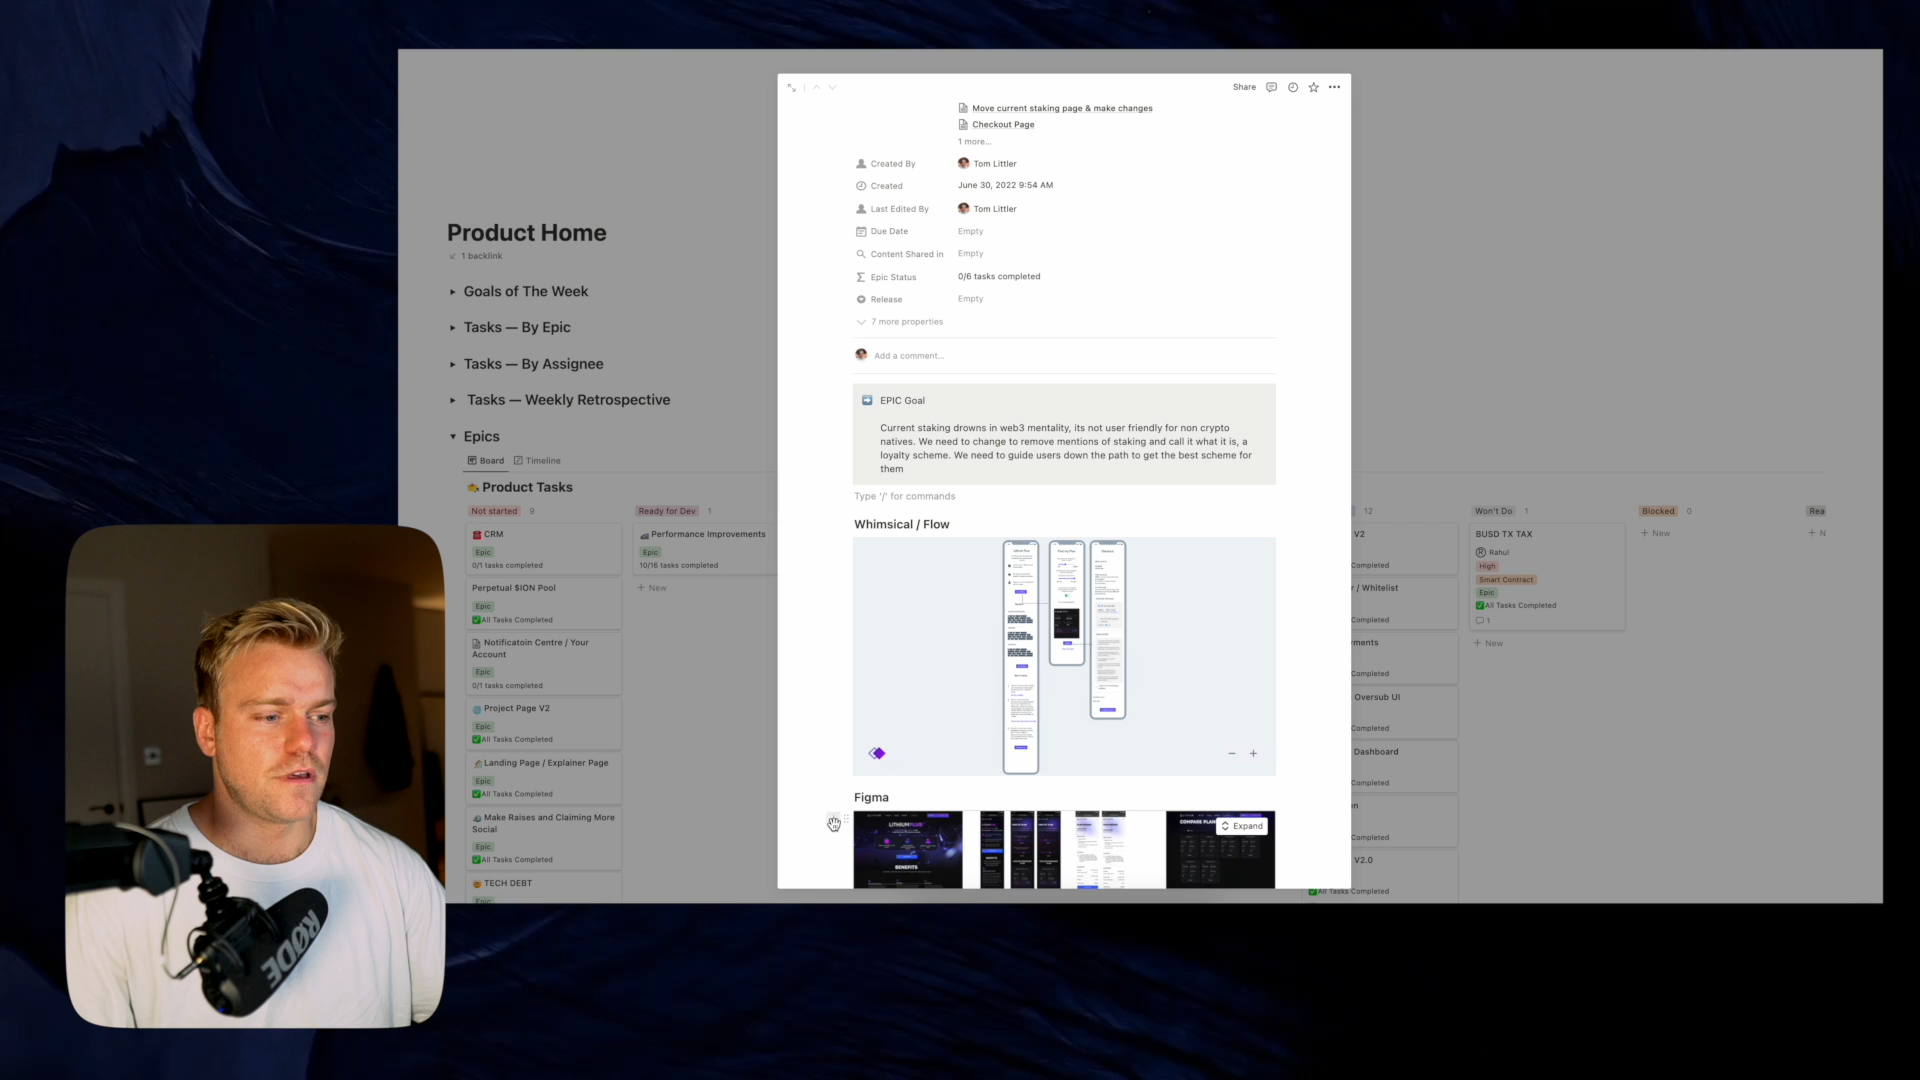 Share
Move current staking page & make changes
Checkout Page
1 more...
Created By
Tom Littler
Created
June 30, 2022 9:54 AM
Last Edited By
Tom Littler
Due Date
Empty
Content Shared in
Empty
Epic Status
0/6 tasks completed
Release
Empty
7 more properties
Add a comment...
EPIC Goal
Current staking drowns in web3 mentality, its not user friendly for non crypto
natives. We need to change to remove mentions of staking and call it what it is, a
loyalty scheme. We need to guide users down the path to get the best scheme for
them
Type '/' for commands
Whimsical / Flow
Checkout
Figma
LITHIUMPLUS
BENEFITS
COMPARE PLAN
Expand
Product Home
1 backlink
Goals of The Week
Tasks — By Epic
Tasks — By Assignee
Tasks — Weekly Retrospective
Epics
Board
Timeline
Product Tasks
Not started 9
CRM
Epic
0/1 tasks completed
Perpetual $ION Pool
Epic
All Tasks Completed
Notificatoin Centre / Your
Account
Epic
0/1 tasks completed
Project Page V2
Epic
All Tasks Completed
Landing Page / Explainer Page
Epic
All Tasks Completed
Make Raises and Claiming More
Social
Epic
All Tasks Completed
TECH DEBT
Epic
Ready for Dev 1
Performance Improvements
Epic
10/16 tasks completed
+ New
12
V2
Completed
r / Whitelist
Completed
ments
Completed
Oversub UI
Completed
Dashboard
Completed
n
Completed
V2.0
All Tasks Completed
Won't Do 1
BUSD TX TAX
Rahul
High
Smart Contract
Epic
All Tasks Completed
1
+ New
Blocked 0
+ New
Rea
+ N
RØDE